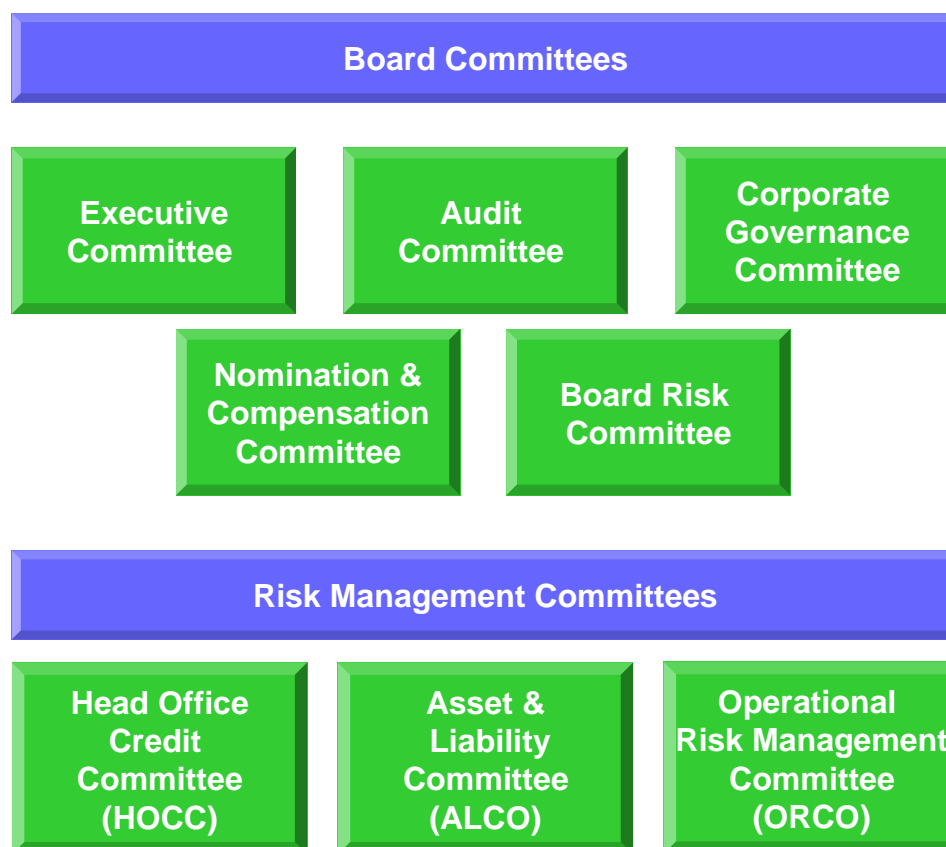 Board Committees
Executive
Committee
Audit
Committee
Corporate
Governance
Committee
Nomination &
Compensation
Committee
Board Risk
Committee
Risk Management Committees
Head Office
Credit
Committee
(HOCC)
Asset &
Liability
Committee
(ALCO)
Operational
Risk Management
Committee
(ORCO)